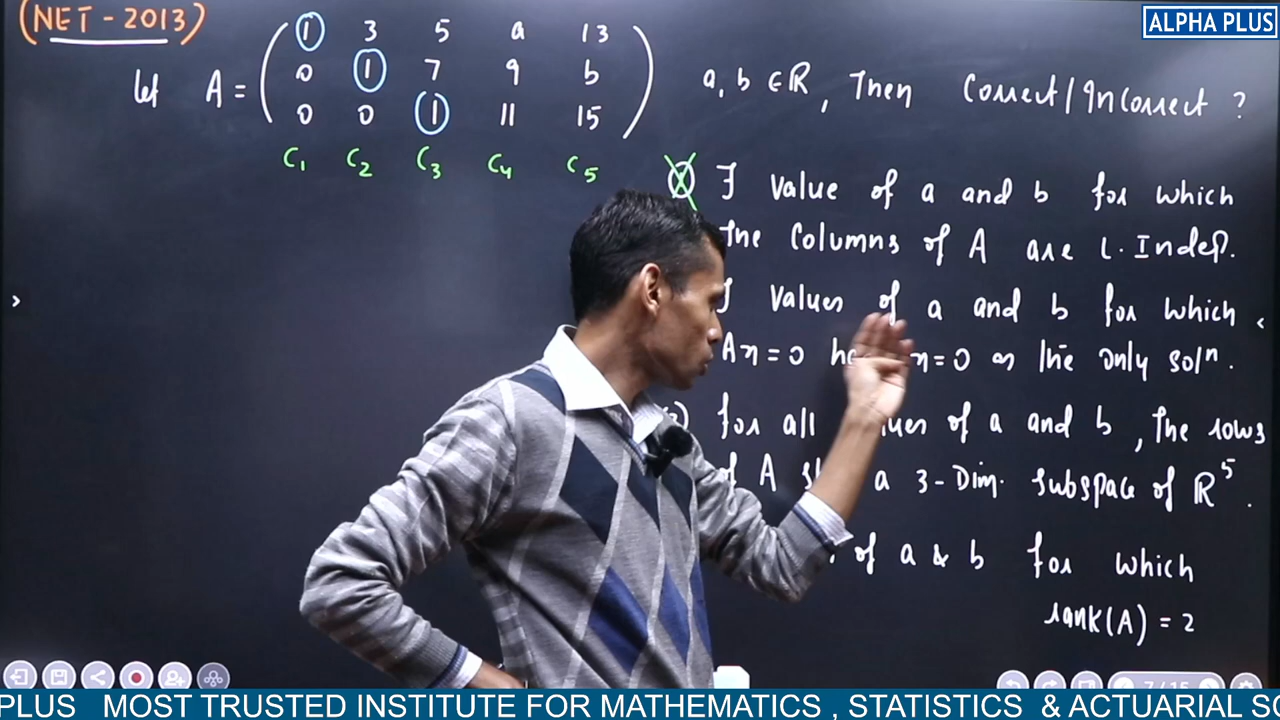 (NET - 2013)
ALPHA PLUS
let A = ( 1 3 5 a 13
0 1 7 9 b
0 0 1 11 15 )
a, b ∈ ℝ, Then Correct/InCorrect ?
C1 C2 C3 C4 C5
∃ value of a and b for which
the Columns of A are L. Indep.
∃ values of a and b for which
Ax = 0 x = 0 as the only solⁿ.
for all of a and b, the rows
of A a 3-Dim. subspace of ℝ⁵.
of a & b for which
rank(A) = 2
7/15
PLUS MOST TRUSTED INSTITUTE FOR MATHEMATICS , STATISTICS & ACTUARIAL SC